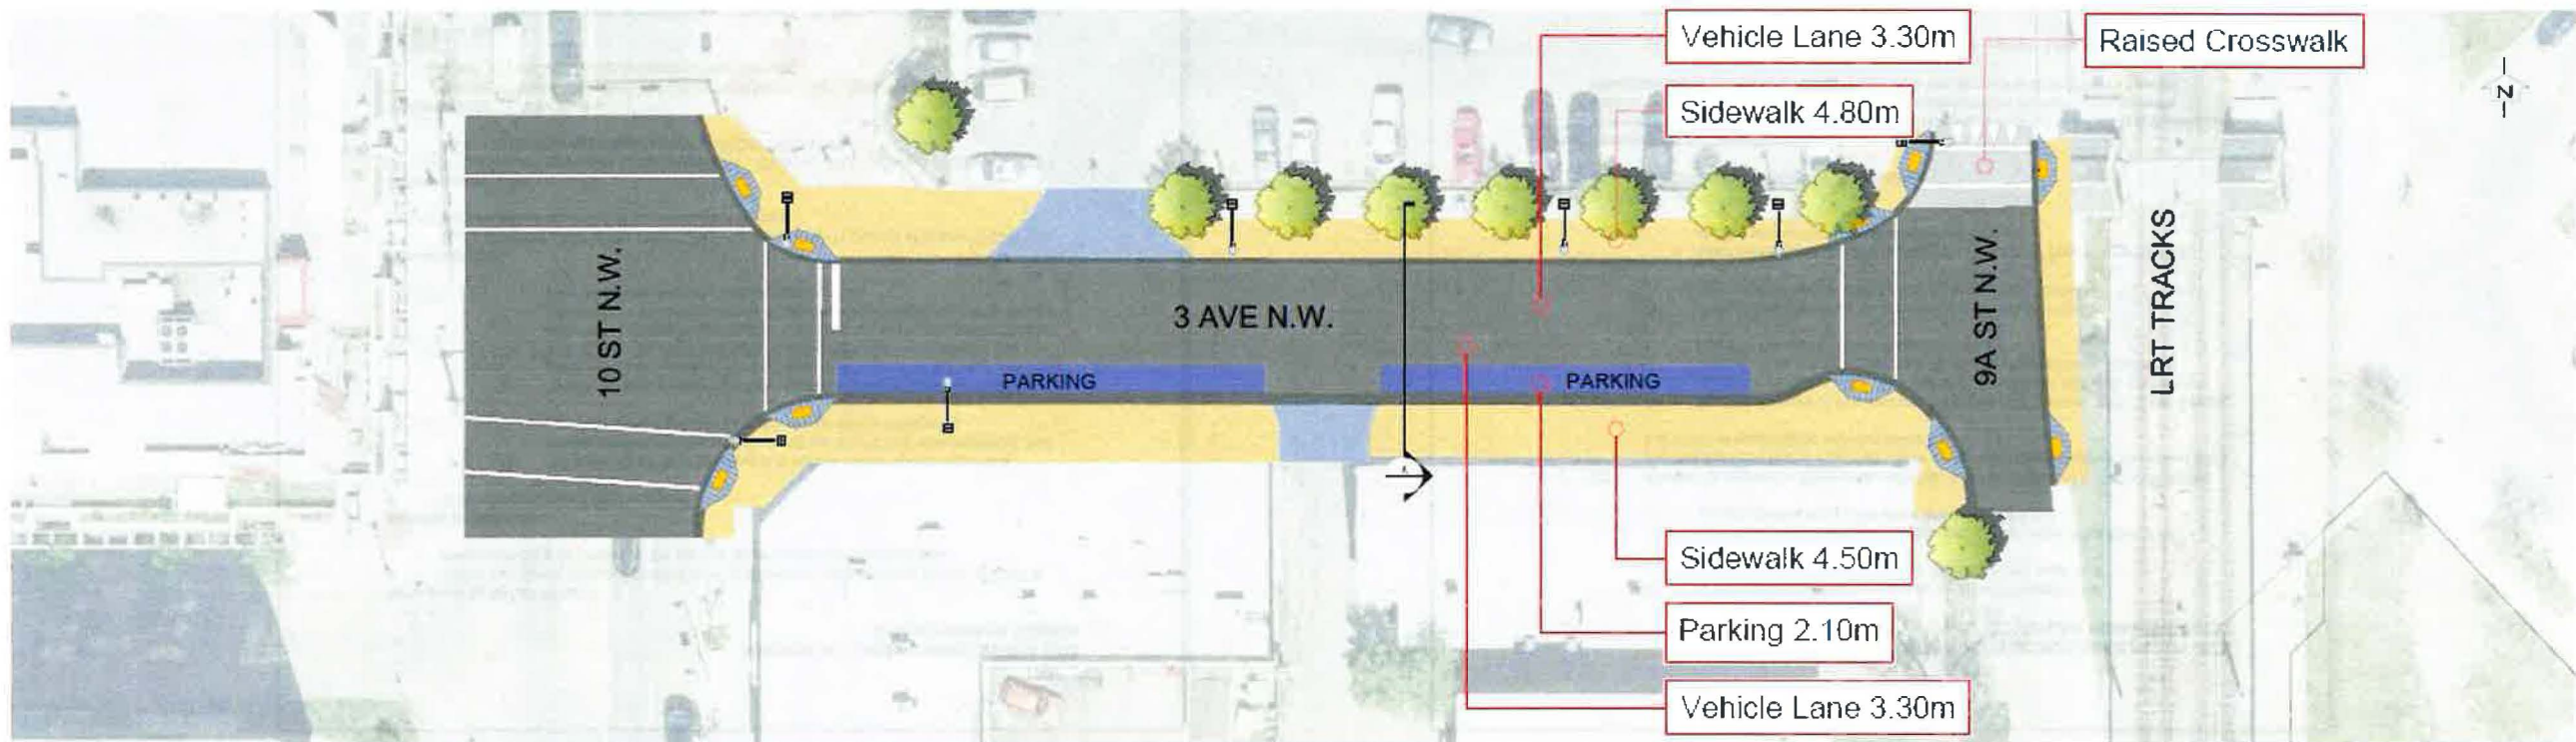 Vehicle Lane 3.30m
Raised Crosswalk
N
Sidewalk 4.80m
10 ST N.W.
3 AVE N.W.
9A ST N.W.
LRT TRACKS
PARKING
PARKING
Sidewalk 4.50m
Parking 2.10m
Vehicle Lane 3.30m